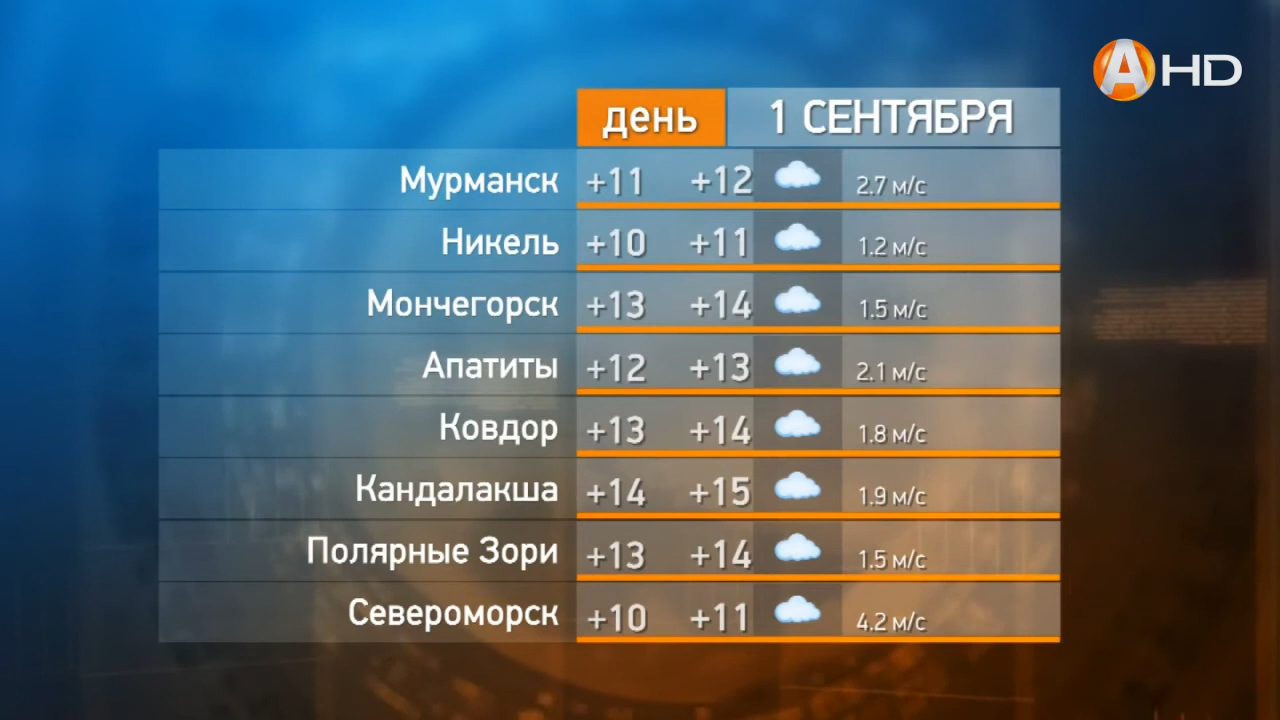 А HD
день 1 СЕНТЯБРЯ
Мурманск +11 +12 2.7 м/с
Никель +10 +11 1.2 м/с
Мончегорск +13 +14 1.5 м/с
Апатиты +12 +13 2.1 м/с
Ковдор +13 +14 1.8 м/с
Кандалакша +14 +15 1.9 м/с
Полярные Зори +13 +14 1.5 м/с
Североморск +10 +11 4.2 м/с